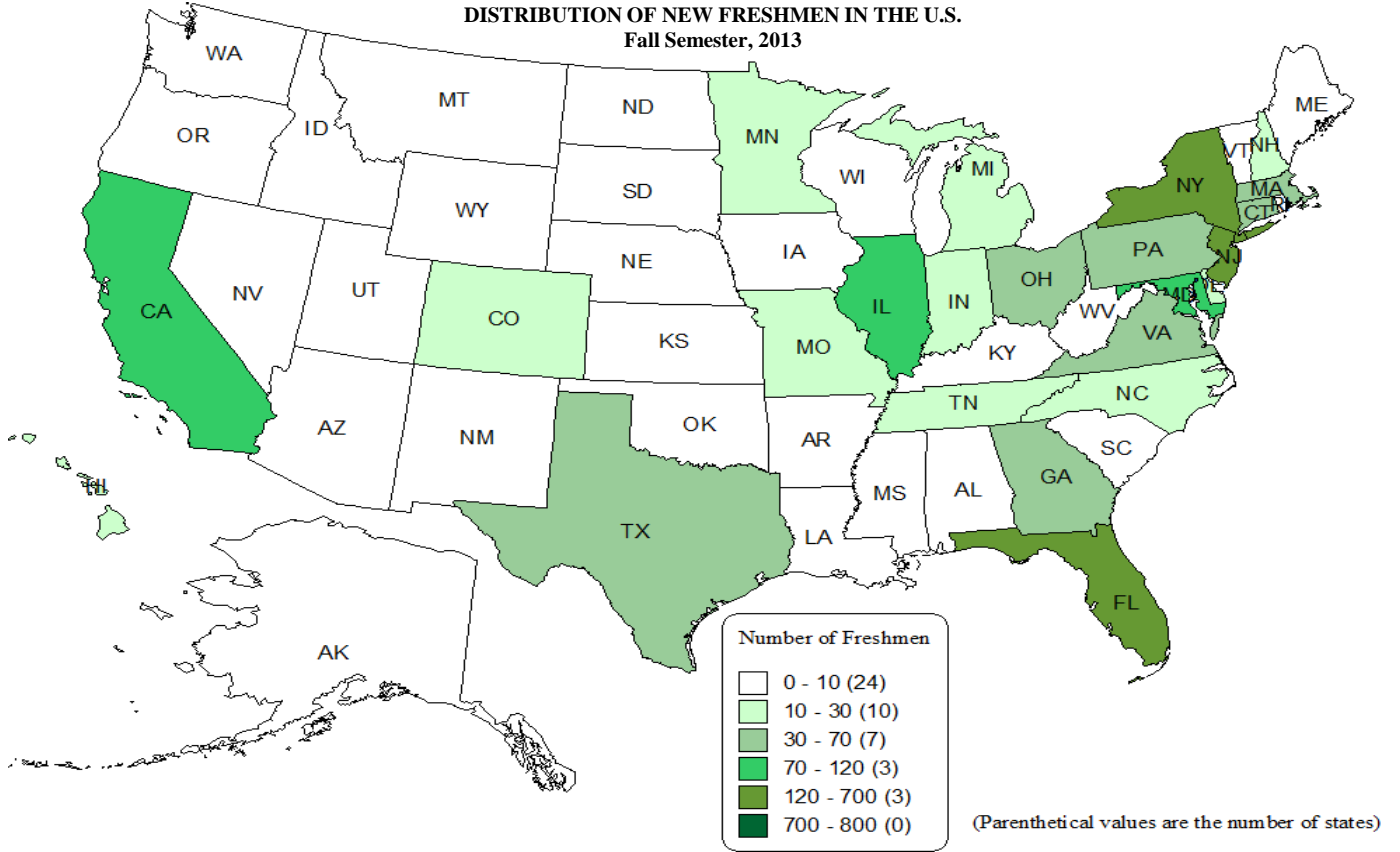 DISTRIBUTION OF NEW FRESHMEN IN THE U.S.
Fall Semester, 2013
WA
MT
ND
MN
ME
OR
ID
VT
NH
WI
MI
SD
NY
MA
WY
CT
RI
IA
PA
NE
NJ
OH
NV
UT
IL
IN
MD
CA
CO
WV
VA
KS
MO
KY
NC
TN
AZ
NM
OK
AR
SC
GA
HI
MS
AL
TX
LA
FL
AK
Number of Freshmen
0 - 10 (24)
10 - 30 (10)
30 - 70 (7)
70 - 120 (3)
120 - 700 (3)
700 - 800 (0)
(Parenthetical values are the number of states)